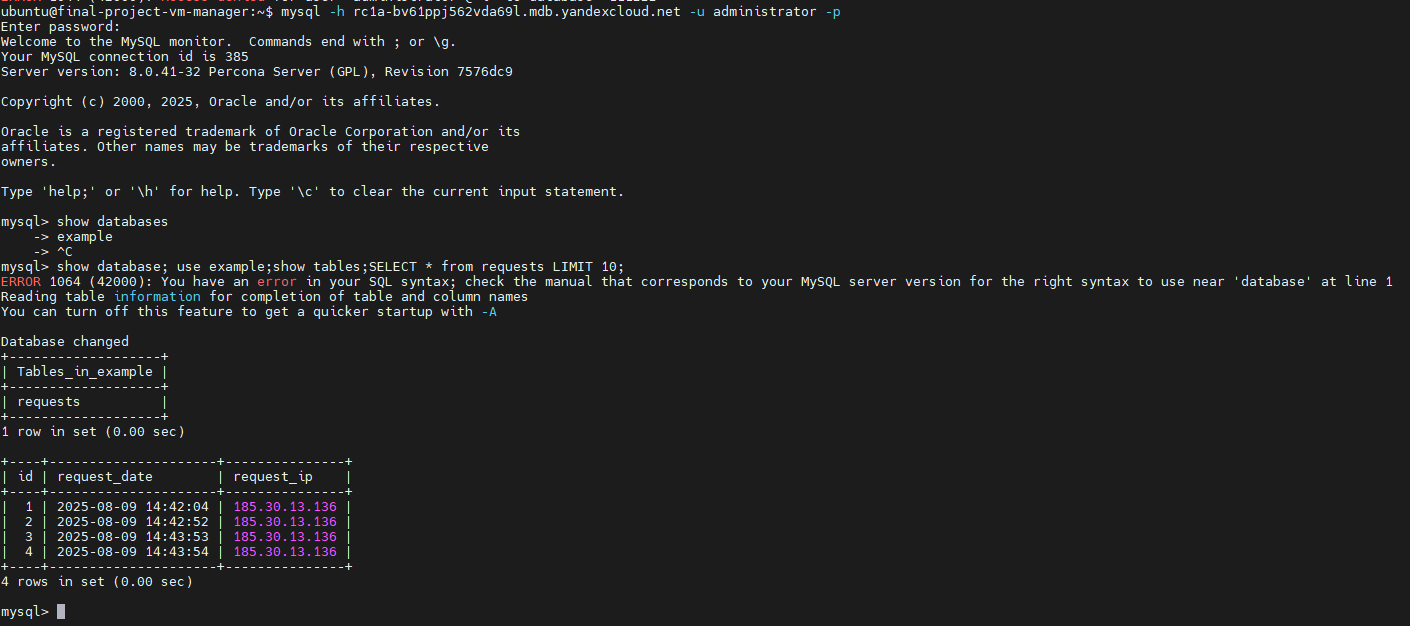 ubuntu@final-project-vm-manager:~$ mysql -h rc1a-bv61ppj562vda69l.mdb.yandexcloud.net -u administrator -p
Enter password:
Welcome to the MySQL monitor.  Commands end with ; or \g.
Your MySQL connection id is 385
Server version: 8.0.41-32 Percona Server (GPL), Revision 7576dc9

Copyright (c) 2000, 2025, Oracle and/or its affiliates.

Oracle is a registered trademark of Oracle Corporation and/or its
affiliates. Other names may be trademarks of their respective
owners.

Type 'help;' or '\h' for help. Type '\c' to clear the current input statement.

mysql> show databases
    -> example
    -> ^C
mysql> show database; use example;show tables;SELECT * from requests LIMIT 10;
ERROR 1064 (42000): You have an error in your SQL syntax; check the manual that corresponds to your MySQL server version for the right syntax to use near 'database' at line 1
Reading table information for completion of table and column names
You can turn off this feature to get a quicker startup with -A

Database changed
+-------------------+
| Tables_in_example |
+-------------------+
| requests          |
+-------------------+
1 row in set (0.00 sec)

+----+---------------------+---------------+
| id | request_date        | request_ip    |
+----+---------------------+---------------+
|  1 | 2025-08-09 14:42:04 | 185.30.13.136 |
|  2 | 2025-08-09 14:42:52 | 185.30.13.136 |
|  3 | 2025-08-09 14:43:53 | 185.30.13.136 |
|  4 | 2025-08-09 14:43:54 | 185.30.13.136 |
+----+---------------------+---------------+
4 rows in set (0.00 sec)

mysql>